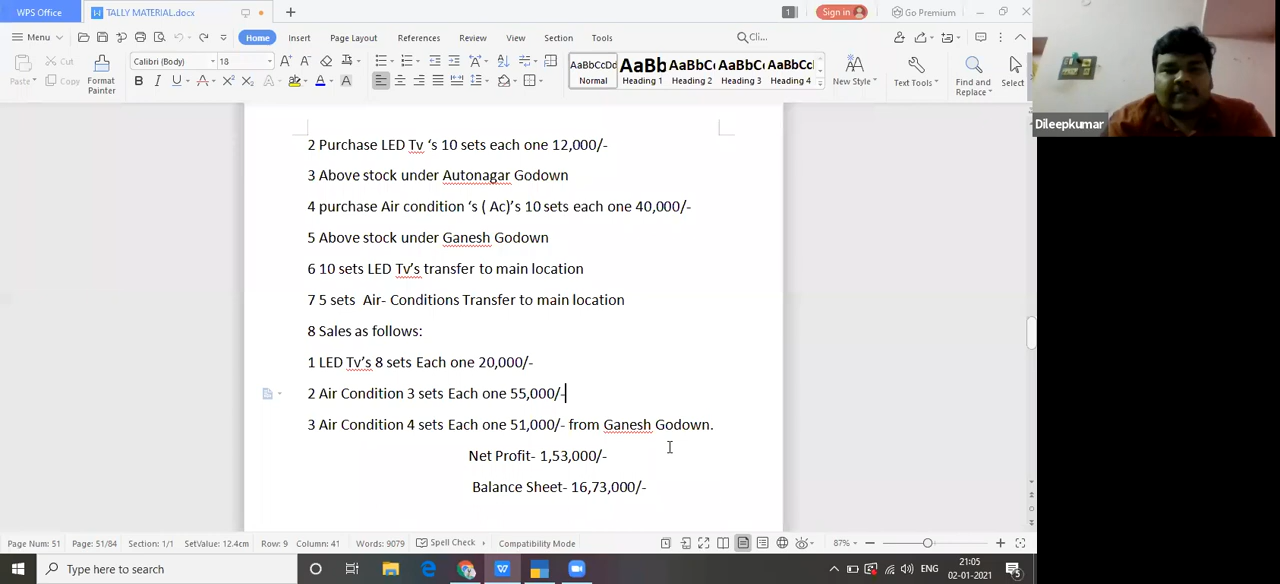 WPS Office
TALLY MATERIAL.docx
1
Sign in
Go Premium
Menu
Home
Insert
Page Layout
References
Review
View
Section
Tools
Cli...
Paste
Cut
Copy
Format
Painter
Calibri (Body)
18
AaBbCcDd
Normal
AaBb
Heading 1
AaBbC
Heading 2
AaBbC
Heading 3
AaBbC
Heading 4
New Style
Text Tools
Find and
Replace
Select
Dileepkumar
2 Purchase LED Tv ‘s 10 sets each one 12,000/-
3 Above stock under Autonagar Godown
4 purchase Air condition ‘s ( Ac)’s 10 sets each one 40,000/-
5 Above stock under Ganesh Godown
6 10 sets LED Tv’s transfer to main location
7 5 sets Air- Conditions Transfer to main location
8 Sales as follows:
1 LED Tv’s 8 sets Each one 20,000/-
2 Air Condition 3 sets Each one 55,000/-
3 Air Condition 4 sets Each one 51,000/- from Ganesh Godown.
Net Profit- 1,53,000/-
Balance Sheet- 16,73,000/-
Page Num: 51 Page: 51/84 Section: 1/1 SetValue: 12.4cm Row: 9 Column: 41 Words: 9079 Spell Check Compatibility Mode 87%
Type here to search
ENG
21:05
02-01-2021
5